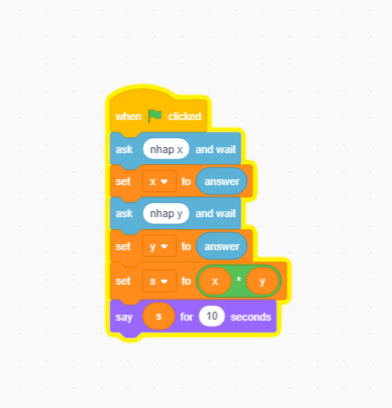 when clicked
ask nhap x and wait
set x to answer
ask nhap y and wait
set y to answer
set s to x * y
say s for 10 seconds